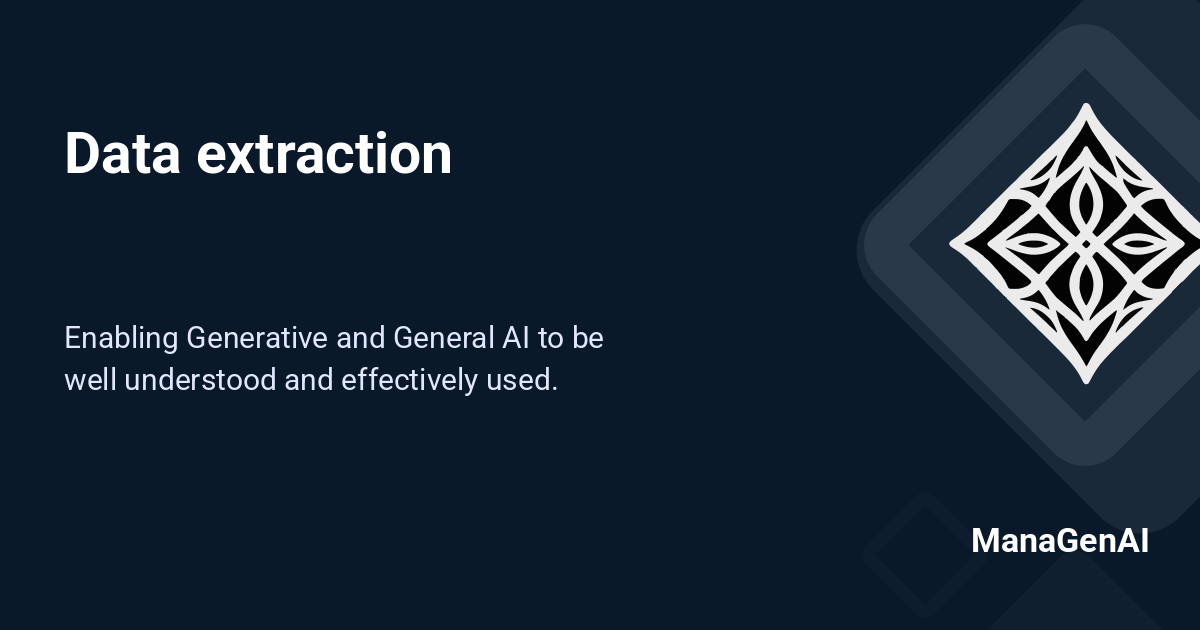 Data extraction
Enabling Generative and General AI to be
well understood and effectively used.
ManaGenAI